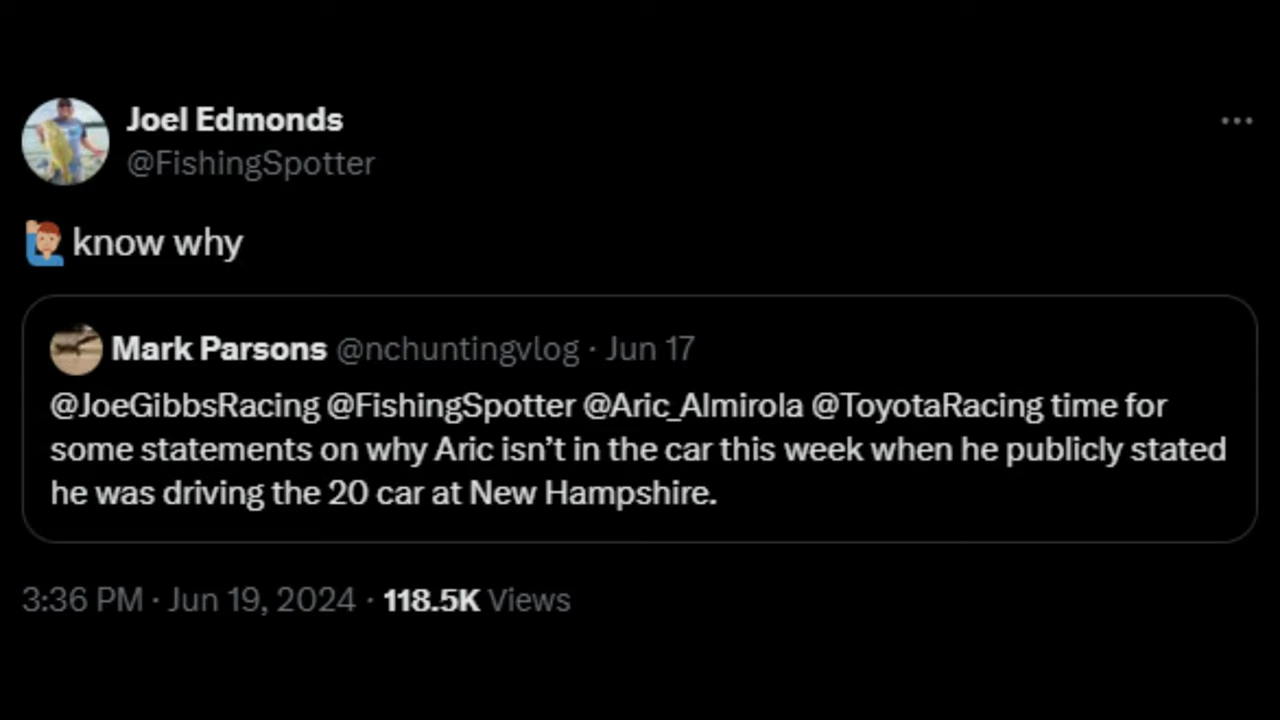 Joel Edmonds
@FishingSpotter
🙋🏼‍♂️ know why
Mark Parsons @nchuntingvlog · Jun 17
@JoeGibbsRacing @FishingSpotter @Aric_Almirola @ToyotaRacing time for
some statements on why Aric isn’t in the car this week when he publicly stated
he was driving the 20 car at New Hampshire.
3:36 PM · Jun 19, 2024 · 118.5K Views